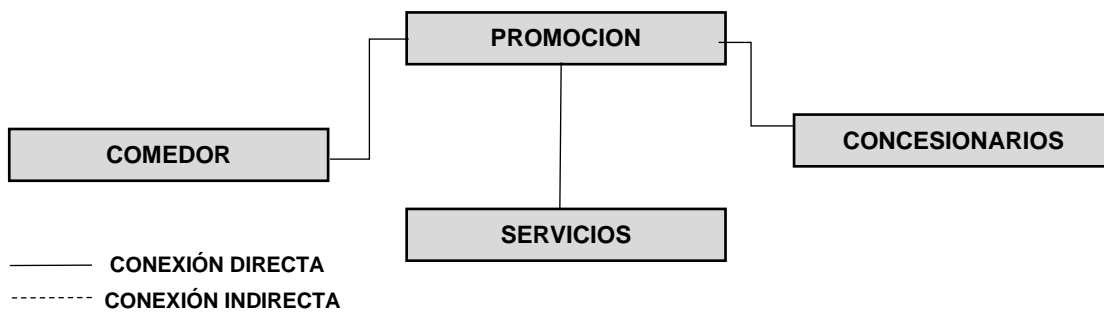 PROMOCION
COMEDOR
CONCESIONARIOS
SERVICIOS
CONEXIÓN DIRECTA
CONEXIÓN INDIRECTA